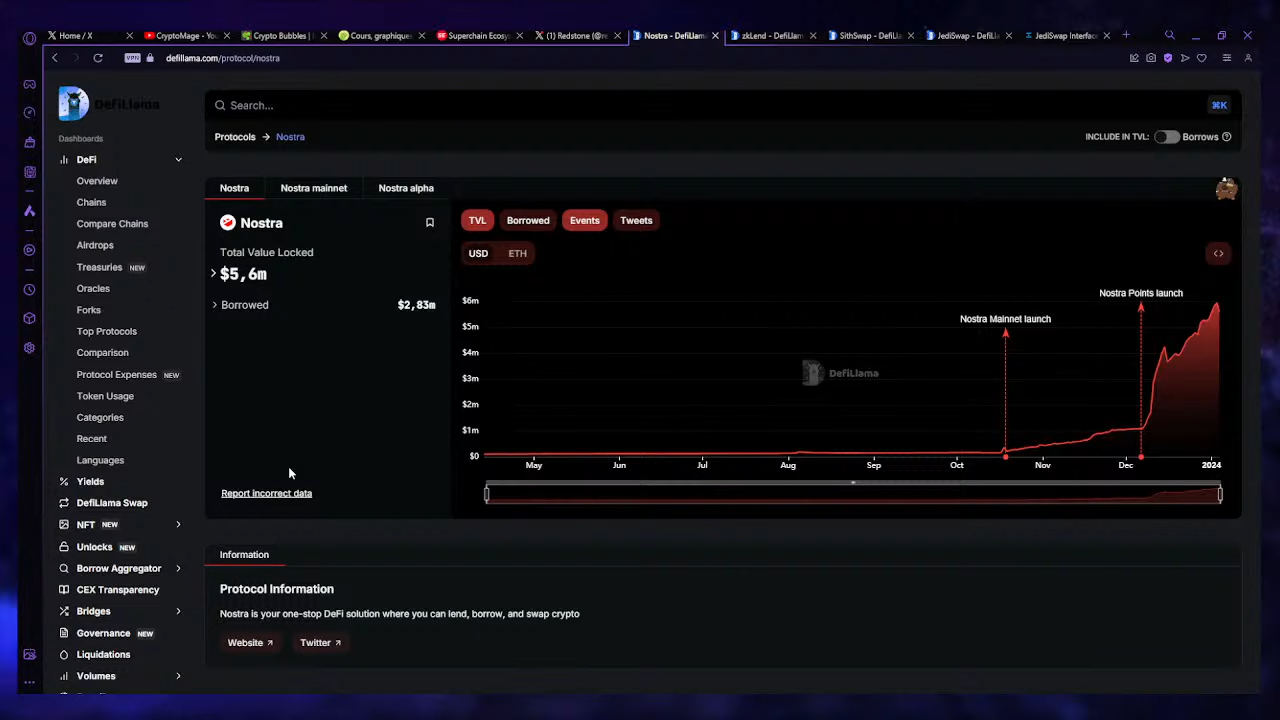 Home / X
CryptoMage - You
Crypto Bubbles |
Cours, graphiques
Superchain Ecosy
(1) Redstone (@re
Nostra - DefiLlama
zkLend - DefiLlam
SithSwap - DefiLla
JediSwap - DefiLla
JediSwap Interfac
VPN
defillama.com/protocol/nostra
DefiLlama
Search...
⌘K
Dashboards
Protocols → Nostra
INCLUDE IN TVL: Borrows
DeFi
Overview
Chains
Compare Chains
Airdrops
Treasuries NEW
Oracles
Forks
Top Protocols
Comparison
Protocol Expenses NEW
Token Usage
Categories
Recent
Languages
Yields
DefiLlama Swap
NFT NEW
Unlocks NEW
Borrow Aggregator
CEX Transparency
Bridges
Governance NEW
Liquidations
Volumes
Nostra
Nostra mainnet
Nostra alpha
Nostra
Total Value Locked
$5,6m
Borrowed $2,83m
Report incorrect data
TVL Borrowed Events Tweets
USD ETH
<>
Nostra Points launch
Nostra Mainnet launch
$6m
$5m
$4m
$3m
$2m
$1m
$0
DefiLlama
May Jun Jul Aug Sep Oct Nov Dec 2024
Information
Protocol Information
Nostra is your one-stop DeFi solution where you can lend, borrow, and swap crypto
Website Twitter